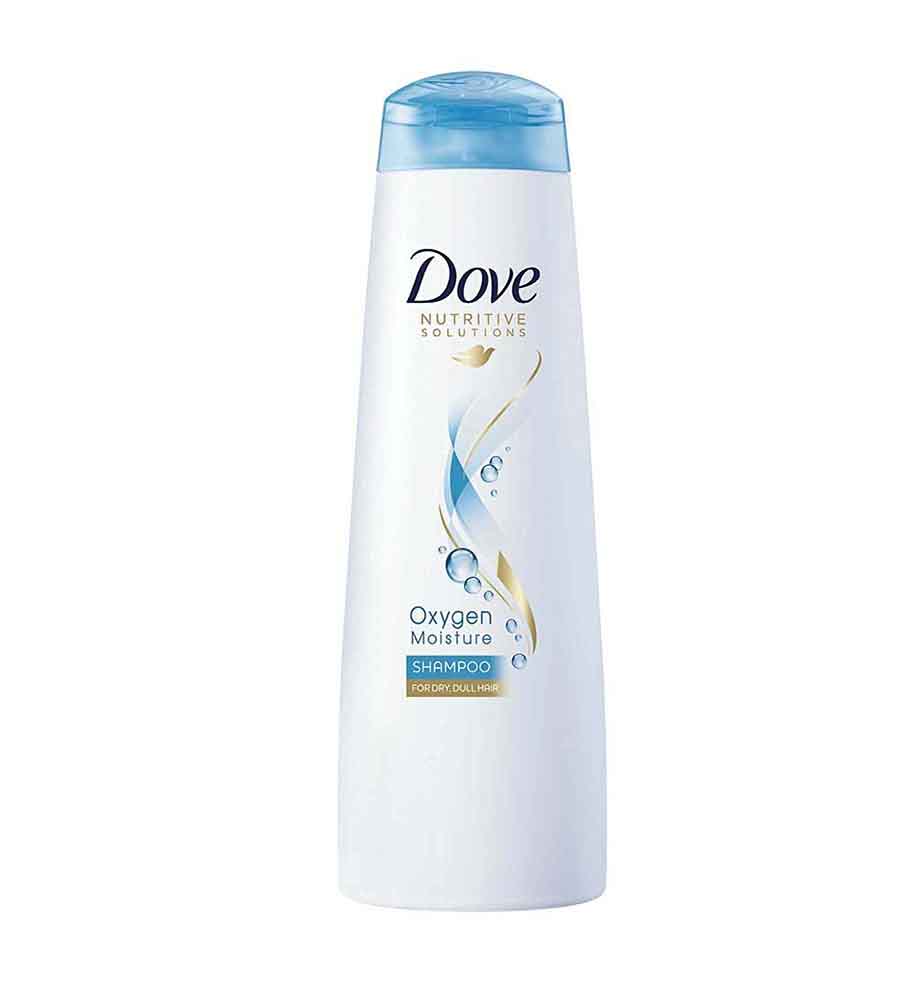 Dove
NUTRITIVE
SOLUTIONS
Oxygen
Moisture
SHAMPOO
FOR DRY, DULL HAIR